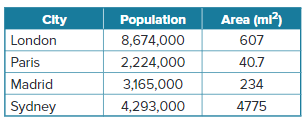 City Population Area (mi²)
London 8,674,000 607
Paris 2,224,000 40.7
Madrid 3,165,000 234
Sydney 4,293,000 4775